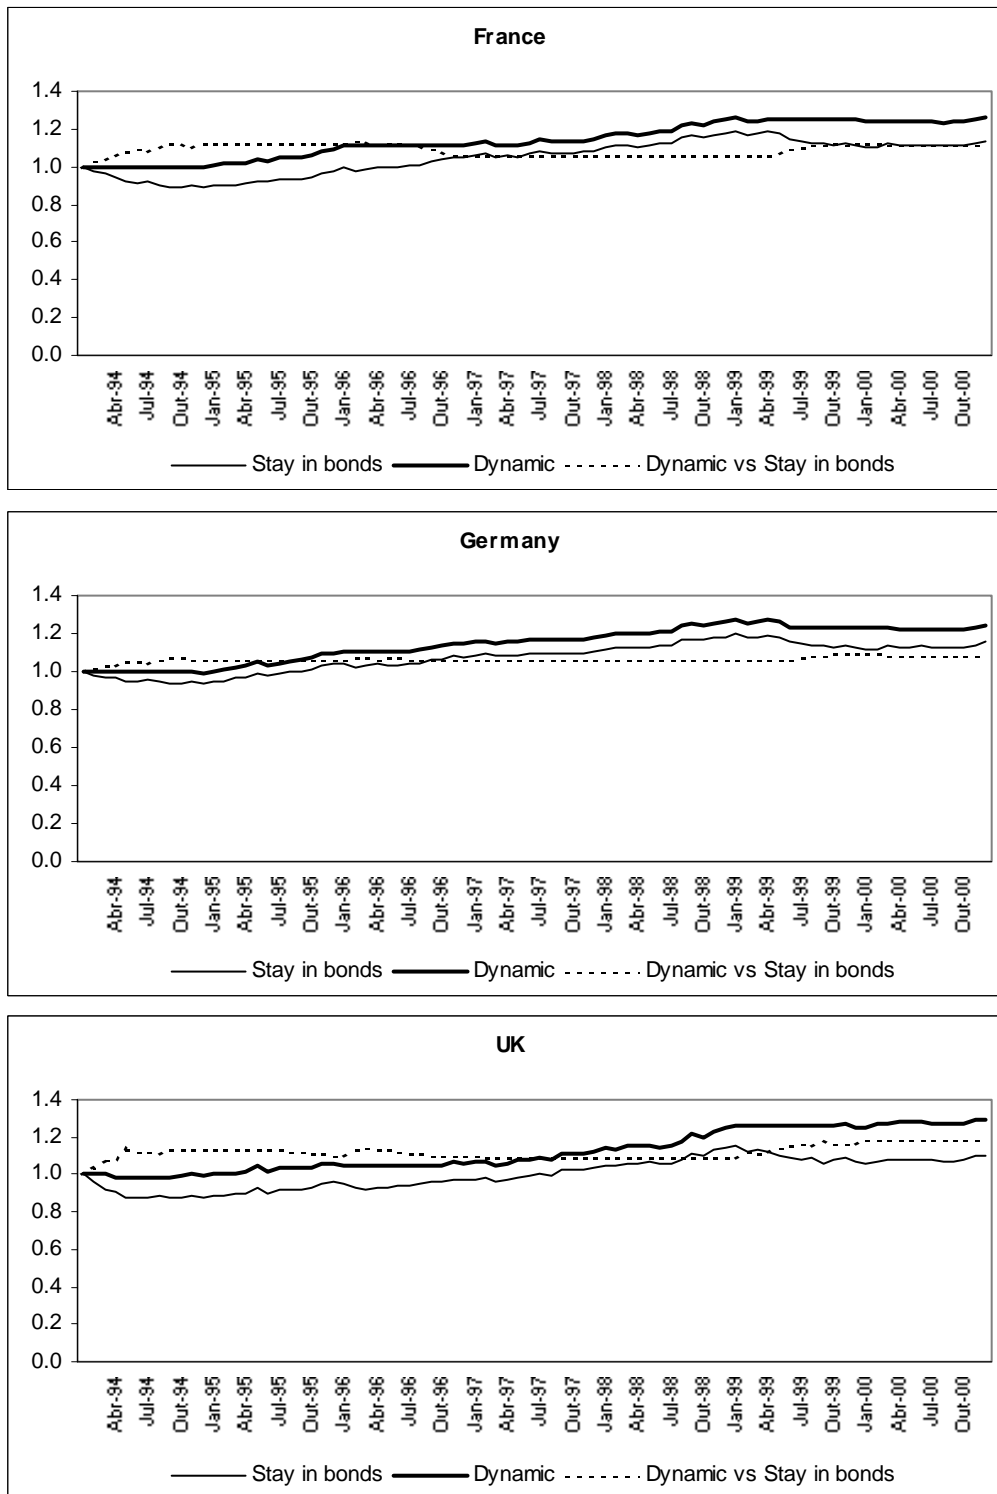 France
1.4
1.2
1.0
0.8
0.6
0.4
0.2
0.0
Abr-94 Jul-94 Out-94 Jan-95 Abr-95 Jul-95 Out-95 Jan-96 Abr-96 Jul-96 Out-96 Jan-97 Abr-97 Jul-97 Out-97 Jan-98 Abr-98 Jul-98 Out-98 Jan-99 Abr-99 Jul-99 Out-99 Jan-00 Abr-00 Jul-00 Out-00
Stay in bonds Dynamic Dynamic vs Stay in bonds
Germany
1.4
1.2
1.0
0.8
0.6
0.4
0.2
0.0
Abr-94 Jul-94 Out-94 Jan-95 Abr-95 Jul-95 Out-95 Jan-96 Abr-96 Jul-96 Out-96 Jan-97 Abr-97 Jul-97 Out-97 Jan-98 Abr-98 Jul-98 Out-98 Jan-99 Abr-99 Jul-99 Out-99 Jan-00 Abr-00 Jul-00 Out-00
Stay in bonds Dynamic Dynamic vs Stay in bonds
UK
1.4
1.2
1.0
0.8
0.6
0.4
0.2
0.0
Abr-94 Jul-94 Out-94 Jan-95 Abr-95 Jul-95 Out-95 Jan-96 Abr-96 Jul-96 Out-96 Jan-97 Abr-97 Jul-97 Out-97 Jan-98 Abr-98 Jul-98 Out-98 Jan-99 Abr-99 Jul-99 Out-99 Jan-00 Abr-00 Jul-00 Out-00
Stay in bonds Dynamic Dynamic vs Stay in bonds